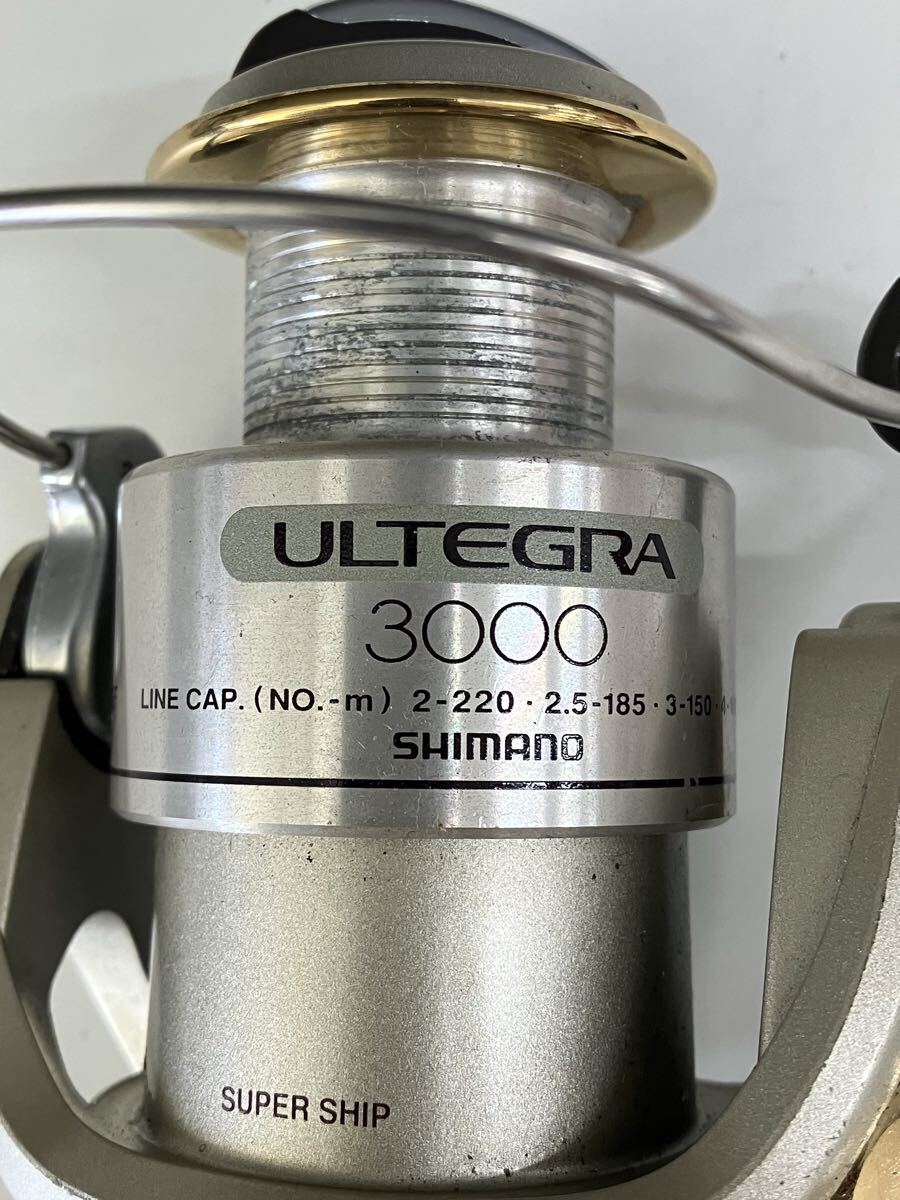 ULTEGRA
3000
LINE CAP. (NO.-m) 2-220 · 2.5-185 · 3-150 ·
SHIMANO
SUPER SHIP